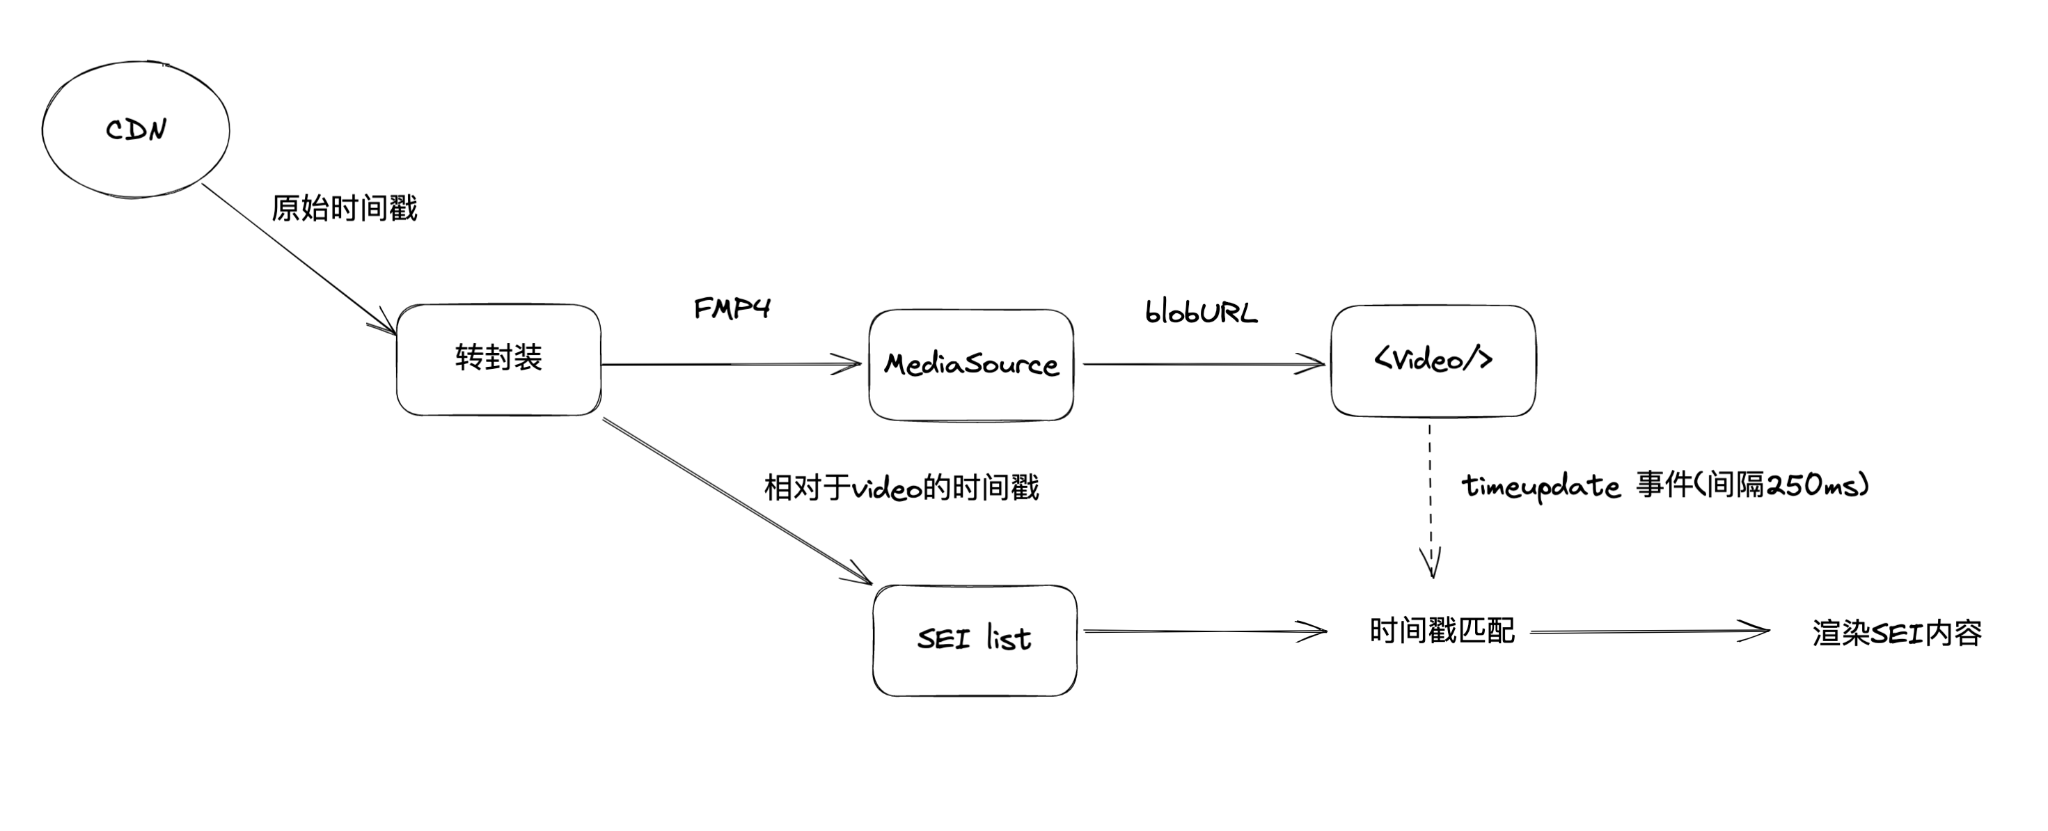 CDN
原始时间戳
FMP4
blobURL
转封装
MediaSource
<Video/>
相对于video的时间戳
timeupdate 事件(间隔250ms)
SEI list
时间戳匹配
渲染SEI内容